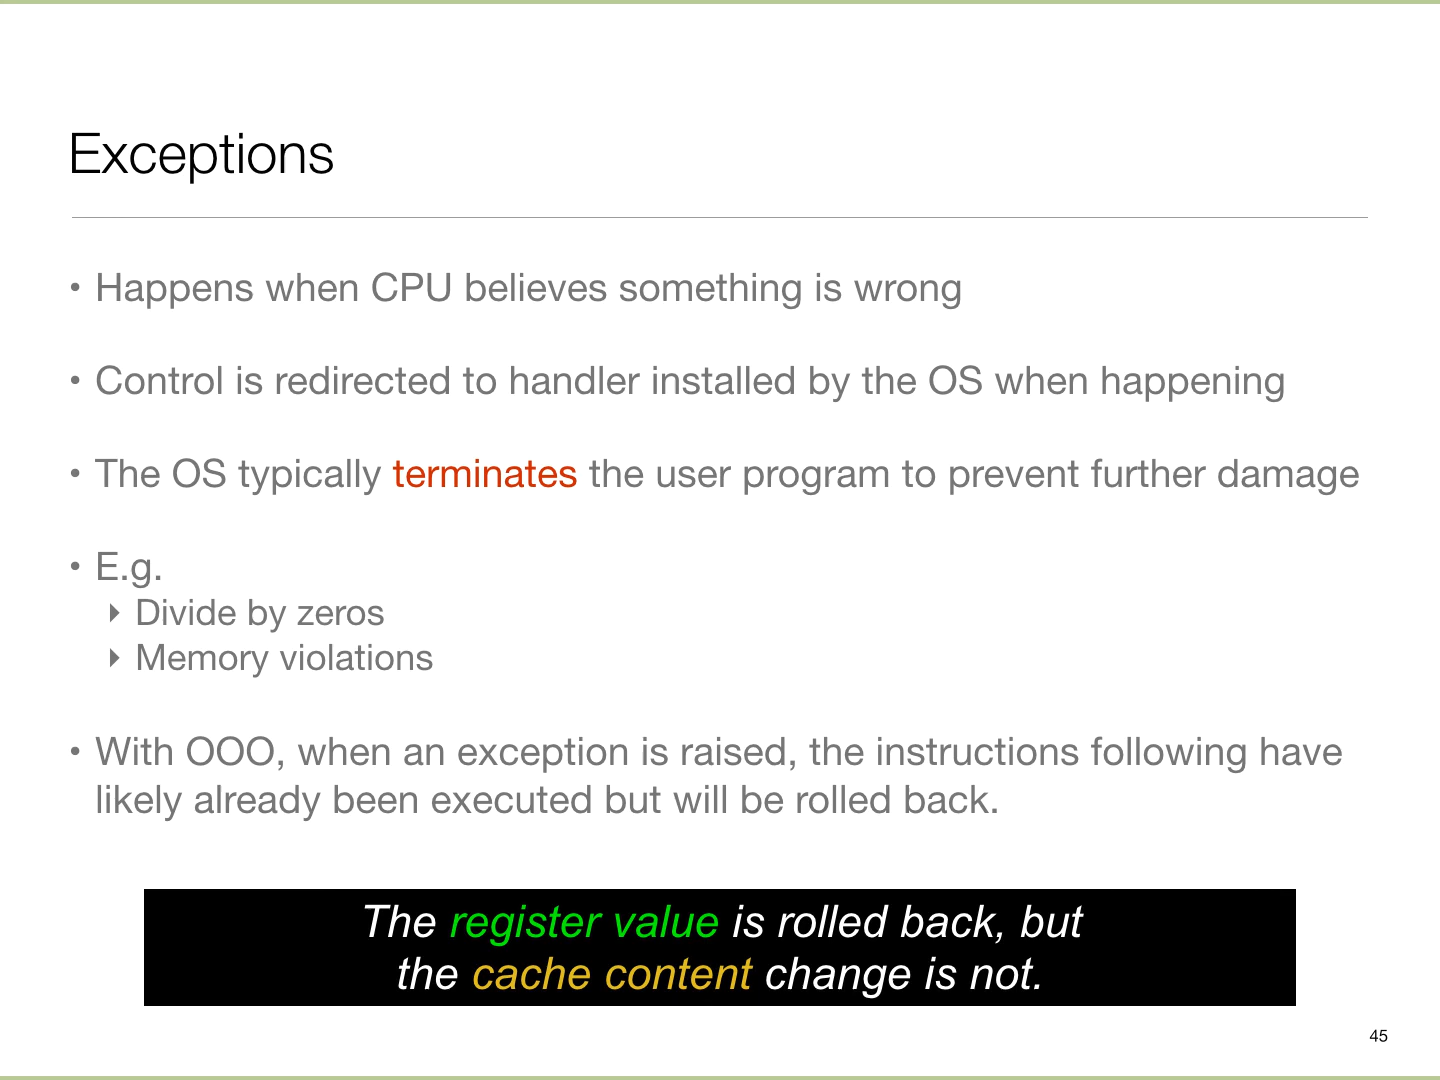 Exceptions
• Happens when CPU believes something is wrong
• Control is redirected to handler installed by the OS when happening
• The OS typically terminates the user program to prevent further damage
• E.g.
‣ Divide by zeros
‣ Memory violations
• With OOO, when an exception is raised, the instructions following have
likely already been executed but will be rolled back.
The register value is rolled back, but
the cache content change is not.
45